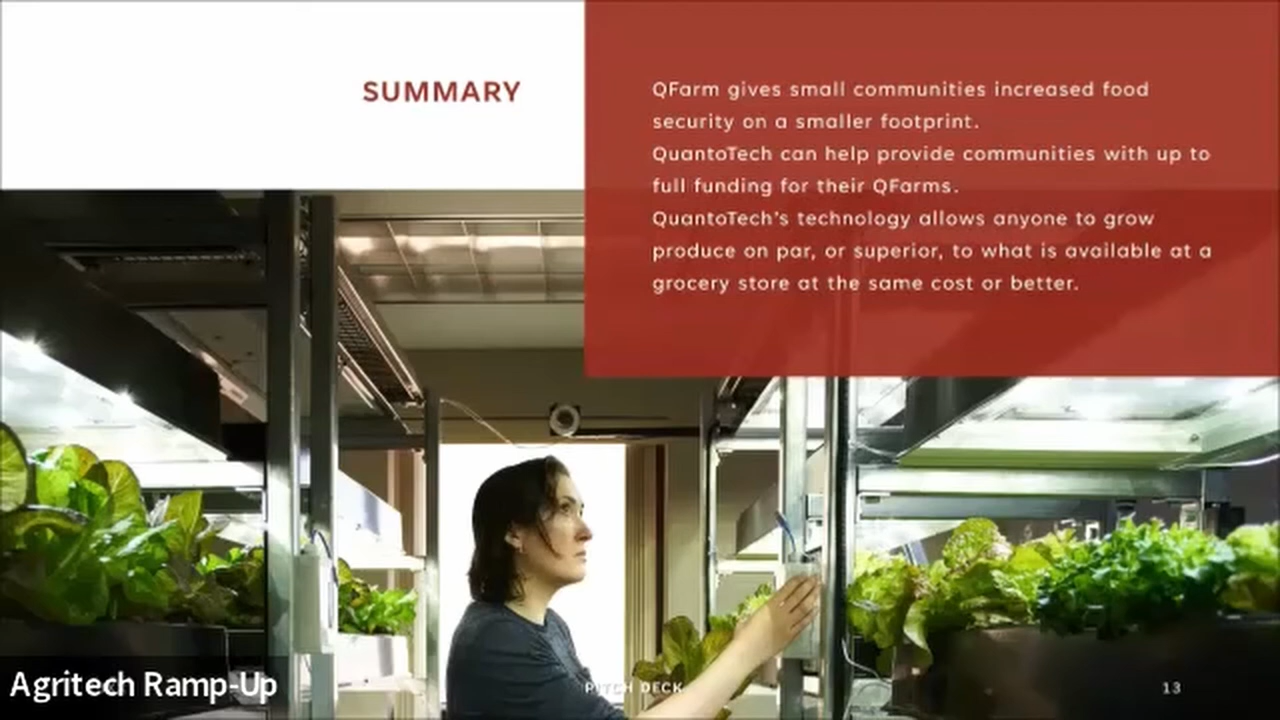 SUMMARY
QFarm gives small communities increased food
security on a smaller footprint.
QuantoTech can help provide communities with up to
full funding for their QFarms.
QuantoTech's technology allows anyone to grow
produce on par, or superior, to what is available at a
grocery store at the same cost or better.
Agritech Ramp-Up
PITCH DECK
13